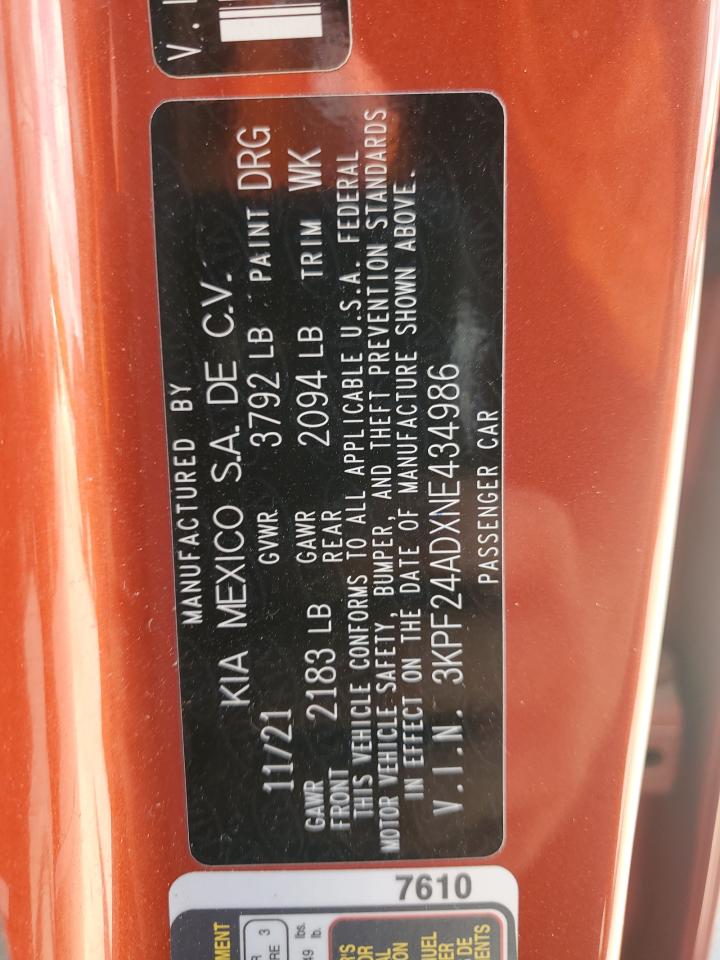 V.I
MANUFACTURED BY
KIA MEXICO S.A. DE C.V.
11/21 GVWR 3792 LB PAINT DRG
GAWR FRONT 2183 LB GAWR REAR 2094 LB TRIM WK
THIS VEHICLE CONFORMS TO ALL APPLICABLE U.S.A. FEDERAL
MOTOR VEHICLE SAFETY, BUMPER, AND THEFT PREVENTION STANDARDS
IN EFFECT ON THE DATE OF MANUFACTURE SHOWN ABOVE.
V.I.N. 3KPF24ADXNE434986
PASSENGER CAR
7610